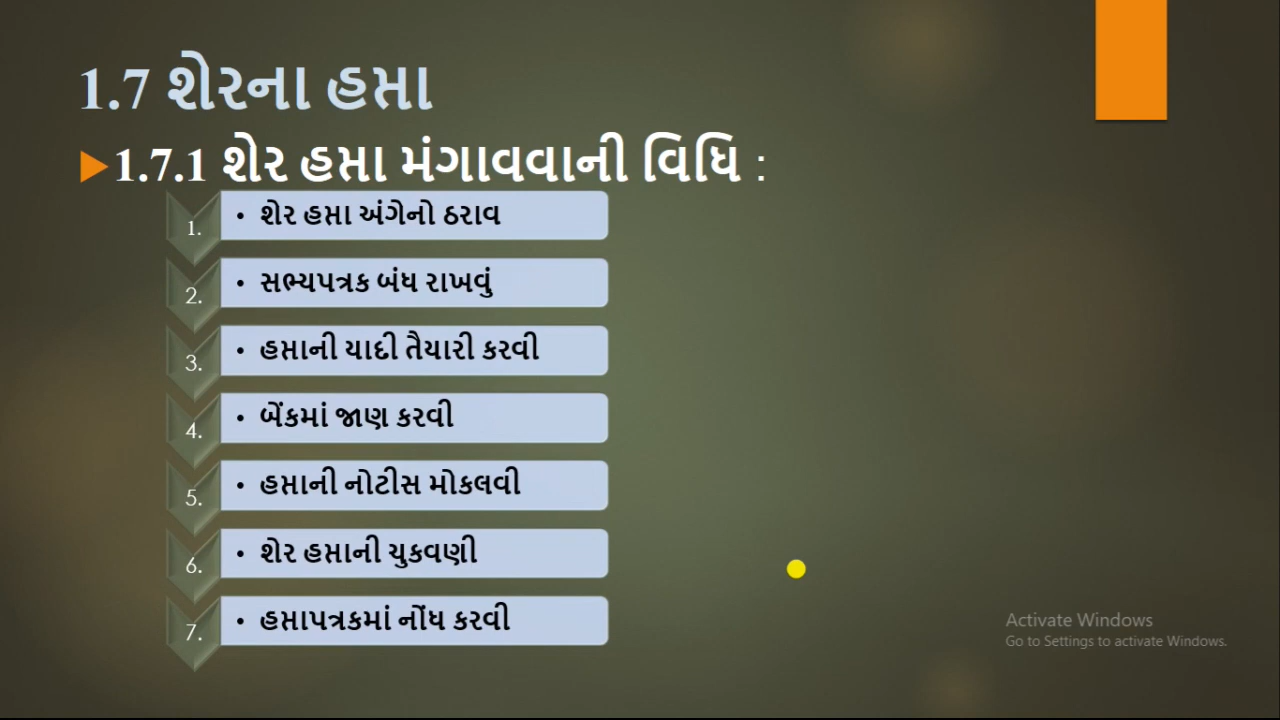 1.7 શેરના હપ્તા
1.7.1 શેર હપ્તા મંગાવવાની વિધિ :
1. • શેર હપ્તા અંગેનો ઠરાવ
2. • સભ્યપત્રક બંધ રાખવું
3. • હપ્તાની યાદી તૈયારી કરવી
4. • બેંકમાં જાણ કરવી
5. • હપ્તાની નોટીસ મોકલવી
6. • શેર હપ્તાની ચુકવણી
7. • હપ્તાપત્રકમાં નોંધ કરવી
Activate Windows
Go to Settings to activate Windows.